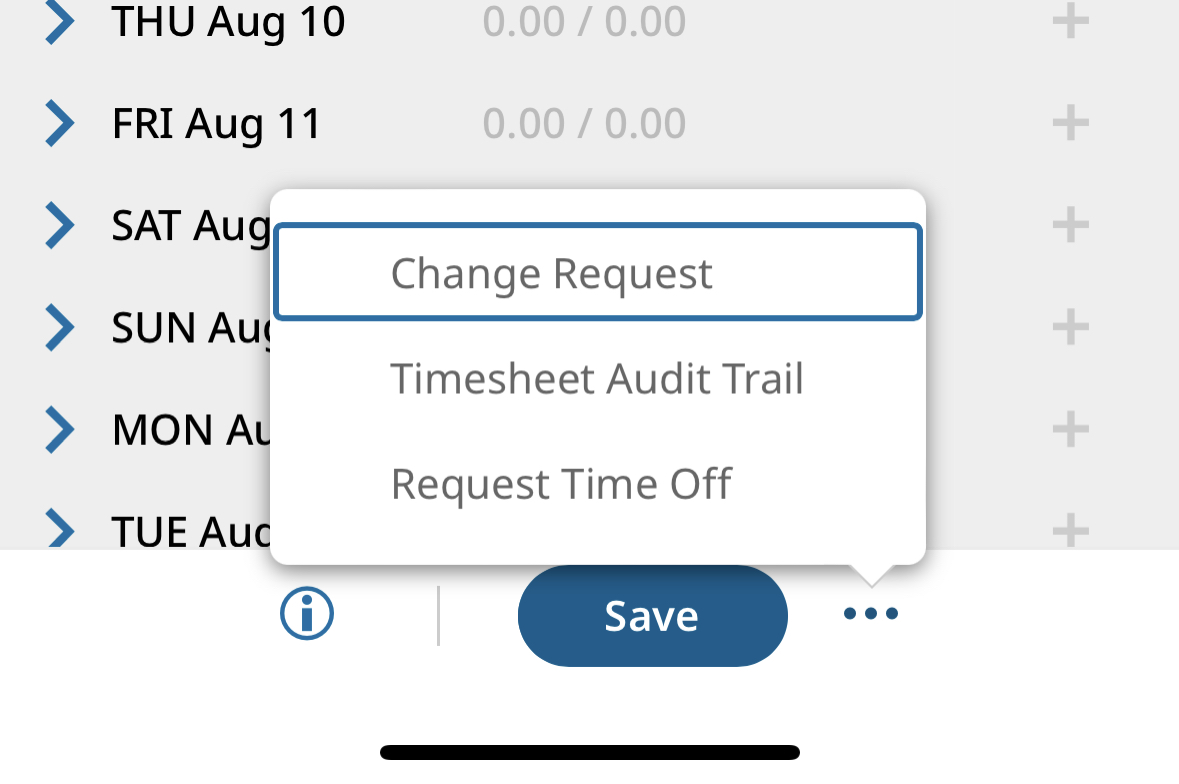 THU Aug 10 0.00 / 0.00 +
FRI Aug 11 0.00 / 0.00 +
SAT Aug +
Change Request
SUN Aug +
Timesheet Audit Trail
MON Au +
Request Time Off
TUE Aug +
Save